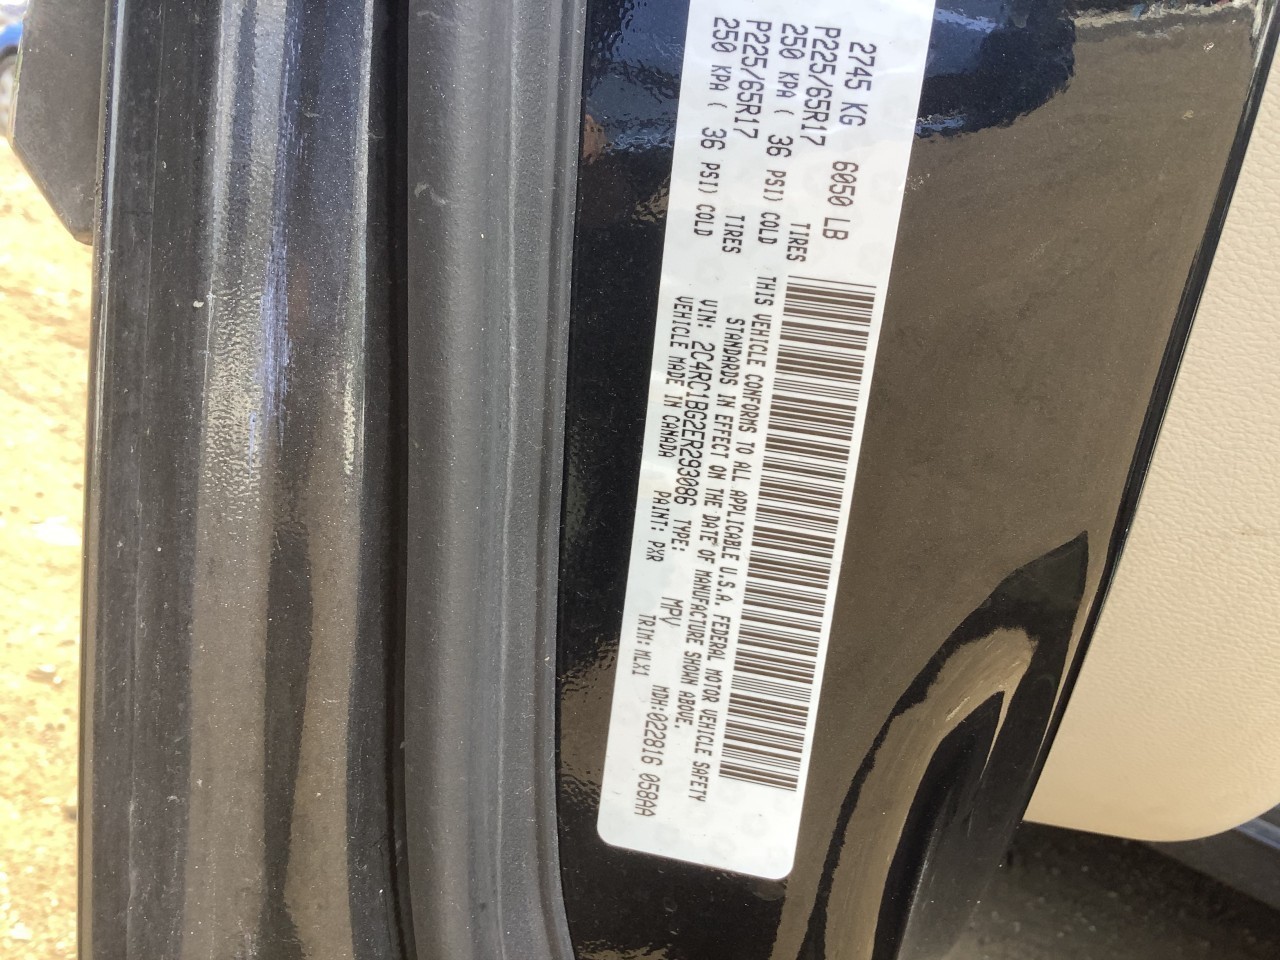 2745 KG 6050 LB
P225/65R17 TIRES
250 KPA ( 36 PSI) COLD
P225/65R17 TIRES
250 KPA ( 36 PSI) COLD
THIS VEHICLE CONFORMS TO ALL APPLICABLE U.S.A. FEDERAL MOTOR VEHICLE SAFETY
STANDARDS IN EFFECT ON THE DATE OF MANUFACTURE SHOWN ABOVE.
VIN: 2C4RC1BG2ER293086 TYPE: MPV MDH:022816 058AA
VEHICLE MADE IN CANADA PAINT: PXR TRIM: MLX1